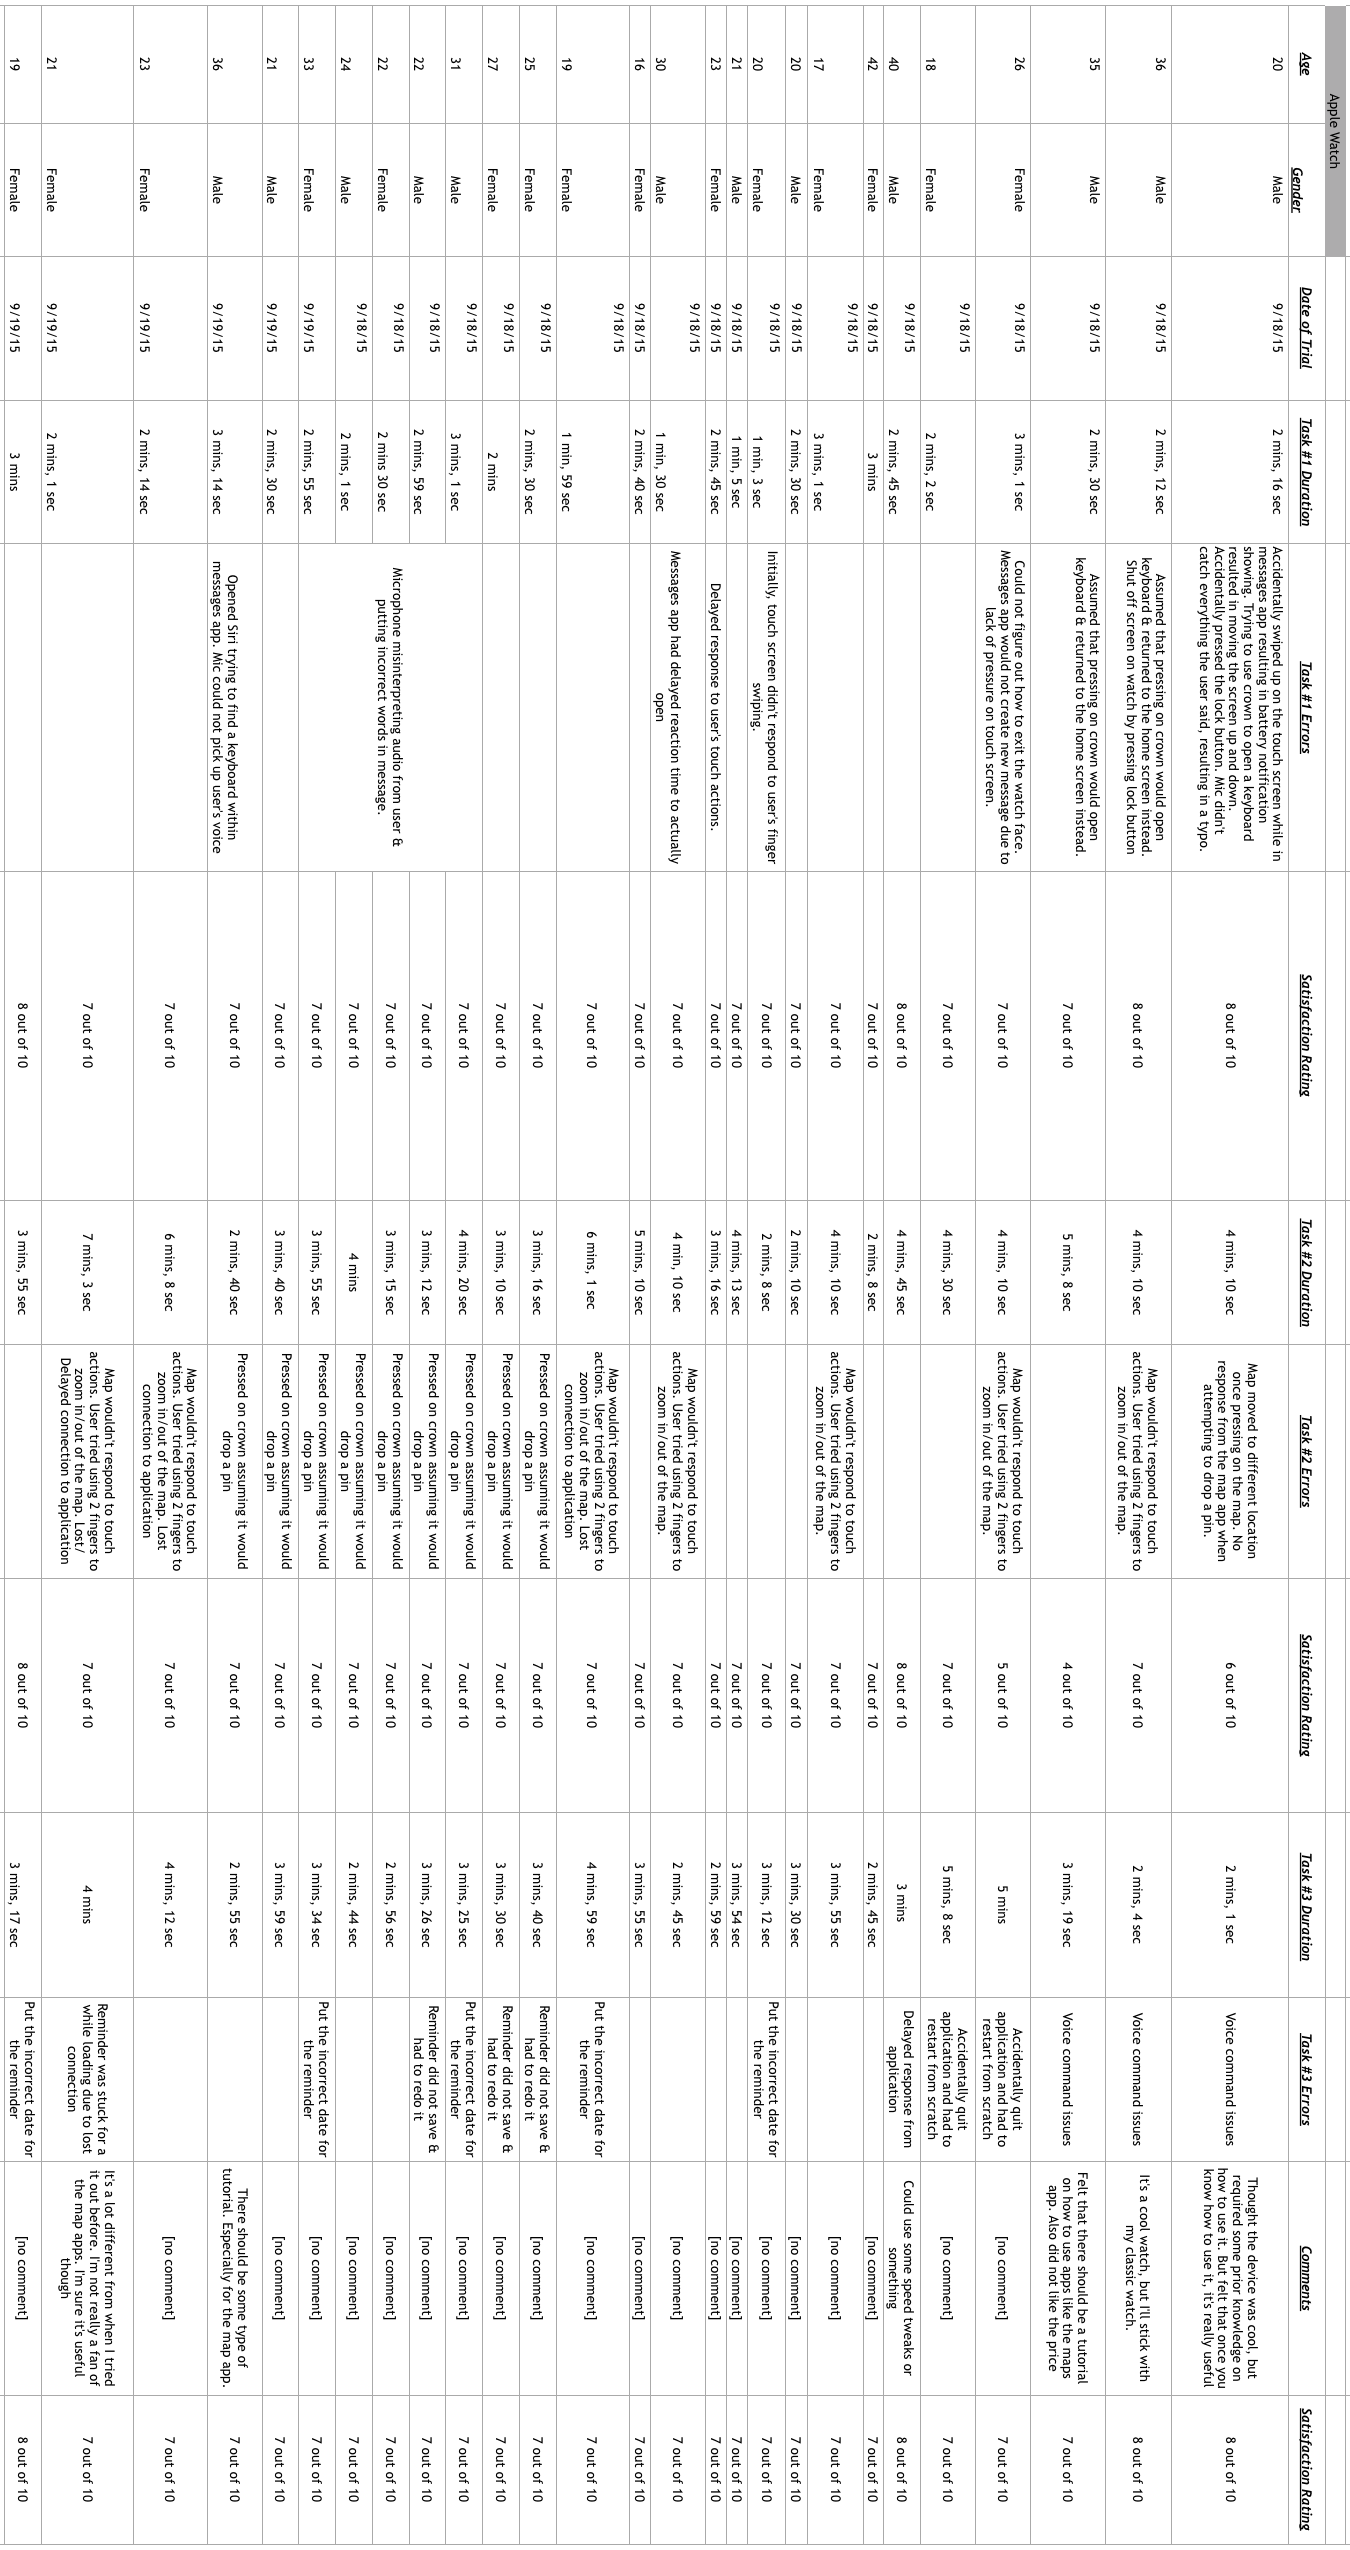 Apple Watch
Age Gender Date of Trial Task #1 Duration Task #1 Errors Satisfaction Rating Task #2 Duration Task #2 Errors Satisfaction Rating Task #3 Duration Task #3 Errors Comments Satisfaction Rating
20 Male 9/18/15 2 mins, 16 sec
Accidentally swiped up on the touch screen while in
messages app resulting in battery notification
showing. Trying to use crown to open a keyboard
resulted in moving the screen up and down.
Accidentally pressed the lock button. Mic didn't
catch everything the user said, resulting in a typo.
8 out of 10 4 mins, 10 sec
Map moved to different location
once pressing on the map. No
response from the map app when
attempting to drop a pin.
6 out of 10 2 mins, 1 sec Voice command issues
Thought the device was cool, but
required some prior knowledge on
how to use it. But felt that once you
know how to use it, it's really useful
8 out of 10
36 Male 9/18/15 2 mins, 12 sec
Assumed that pressing on crown would open
keyboard & returned to the home screen instead.
Shut off screen on watch by pressing lock button
8 out of 10 4 mins, 10 sec
Map wouldn't respond to touch
actions. User tried using 2 fingers to
zoom in/out of the map.
7 out of 10 2 mins, 4 sec Voice command issues
It's a cool watch, but I'll stick with
my classic watch.
8 out of 10
35 Male 9/18/15 2 mins, 30 sec
Assumed that pressing on crown would open
keyboard & returned to the home screen instead.
7 out of 10 5 mins, 8 sec 4 out of 10 3 mins, 19 sec Voice command issues
Felt that there should be a tutorial
on how to use apps like the maps
app. Also did not like the price
7 out of 10
26 Female 9/18/15 3 mins, 1 sec
Could not figure out how to exit the watch face.
Messages app would not create new message due to
lack of pressure on touch screen.
7 out of 10 4 mins, 10 sec
Map wouldn't respond to touch
actions. User tried using 2 fingers to
zoom in/out of the map.
5 out of 10 5 mins
Accidentally quit
application and had to
restart from scratch
[no comment] 7 out of 10
18 Female 9/18/15 2 mins, 2 sec 7 out of 10 4 mins, 30 sec 7 out of 10 5 mins, 8 sec
Accidentally quit
application and had to
restart from scratch
[no comment] 7 out of 10
40 Male 9/18/15 2 mins, 45 sec 8 out of 10 4 mins, 45 sec 8 out of 10 3 mins
Delayed response from
application
Could use some speed tweaks or
something
8 out of 10
42 Female 9/18/15 3 mins 7 out of 10 2 mins, 8 sec 7 out of 10 2 mins, 45 sec [no comment] 7 out of 10
17 Female 9/18/15 3 mins, 1 sec 7 out of 10 4 mins, 10 sec
Map wouldn't respond to touch
actions. User tried using 2 fingers to
zoom in/out of the map.
7 out of 10 3 mins, 55 sec [no comment] 7 out of 10
20 Male 9/18/15 2 mins, 30 sec 7 out of 10 2 mins, 10 sec 7 out of 10 3 mins, 30 sec [no comment] 7 out of 10
20 Female 9/18/15 1 min, 3 sec
Initially, touch screen didn't respond to user's finger
swiping.
7 out of 10 2 mins, 8 sec 7 out of 10 3 mins, 12 sec
Put the incorrect date for
the reminder
[no comment] 7 out of 10
21 Male 9/18/15 1 min, 5 sec 7 out of 10 4 mins, 13 sec 7 out of 10 3 mins, 54 sec [no comment] 7 out of 10
23 Female 9/18/15 2 mins, 45 sec Delayed response to user's touch actions. 7 out of 10 3 mins, 16 sec 7 out of 10 2 mins, 59 sec [no comment] 7 out of 10
30 Male 9/18/15 1 min, 30 sec
Messages app had delayed reaction time to actually
open
7 out of 10 4 min, 10 sec
Map wouldn't respond to touch
actions. User tried using 2 fingers to
zoom in/out of the map.
7 out of 10 2 mins, 45 sec [no comment] 7 out of 10
16 Female 9/18/15 2 mins, 40 sec 7 out of 10 5 mins, 10 sec 7 out of 10 3 mins, 55 sec [no comment] 7 out of 10
19 Female 9/18/15 1 min, 59 sec 7 out of 10 6 mins, 1 sec
Map wouldn't respond to touch
actions. User tried using 2 fingers to
zoom in/out of the map. Lost
connection to application
7 out of 10 4 mins, 59 sec
Put the incorrect date for
the reminder
[no comment] 7 out of 10
25 Female 9/18/15 2 mins, 30 sec 7 out of 10 3 mins, 16 sec
Pressed on crown assuming it would
drop a pin
7 out of 10 3 mins, 40 sec
Reminder did not save &
had to redo it
[no comment] 7 out of 10
27 Female 9/18/15 2 mins 7 out of 10 3 mins, 10 sec
Pressed on crown assuming it would
drop a pin
7 out of 10 3 mins, 30 sec
Reminder did not save &
had to redo it
[no comment] 7 out of 10
31 Male 9/18/15 3 mins, 1 sec
Microphone misinterpreting audio from user &
putting incorrect words in message.
7 out of 10 4 mins, 20 sec
Pressed on crown assuming it would
drop a pin
7 out of 10 3 mins, 25 sec
Put the incorrect date for
the reminder
[no comment] 7 out of 10
22 Male 9/18/15 2 mins, 59 sec 7 out of 10 3 mins, 12 sec
Pressed on crown assuming it would
drop a pin
7 out of 10 3 mins, 26 sec
Reminder did not save &
had to redo it
[no comment] 7 out of 10
22 Female 9/18/15 2 mins 30 sec 7 out of 10 3 mins, 15 sec
Pressed on crown assuming it would
drop a pin
7 out of 10 2 mins, 56 sec [no comment] 7 out of 10
24 Male 9/18/15 2 mins, 1 sec 7 out of 10 4 mins
Pressed on crown assuming it would
drop a pin
7 out of 10 2 mins, 44 sec [no comment] 7 out of 10
33 Female 9/19/15 2 mins, 55 sec 7 out of 10 3 mins, 55 sec
Pressed on crown assuming it would
drop a pin
7 out of 10 3 mins, 34 sec
Put the incorrect date for
the reminder
[no comment] 7 out of 10
21 Male 9/19/15 2 mins, 30 sec 7 out of 10 3 mins, 40 sec
Pressed on crown assuming it would
drop a pin
7 out of 10 3 mins, 59 sec [no comment] 7 out of 10
36 Male 9/19/15 3 mins, 14 sec
Opened Siri trying to find a keyboard within
messages app. Mic could not pick up user's voice
7 out of 10 2 mins, 40 sec
Pressed on crown assuming it would
drop a pin
7 out of 10 2 mins, 55 sec
There should be some type of
tutorial. Especially for the map app.
7 out of 10
23 Female 9/19/15 2 mins, 14 sec 7 out of 10 6 mins, 8 sec
Map wouldn't respond to touch
actions. User tried using 2 fingers to
zoom in/out of the map. Lost
connection to application
7 out of 10 4 mins, 12 sec [no comment] 7 out of 10
21 Female 9/19/15 2 mins, 1 sec 7 out of 10 7 mins, 3 sec
Map wouldn't respond to touch
actions. User tried using 2 fingers to
zoom in/out of the map. Lost/
Delayed connection to application
7 out of 10 4 mins
Reminder was stuck for a
while loading due to lost
connection
It's a lot different from when I tried
it out before. I'm not really a fan of
the map apps. I'm sure it's useful
though
7 out of 10
19 Female 9/19/15 3 mins 8 out of 10 3 mins, 55 sec 8 out of 10 3 mins, 17 sec
Put the incorrect date for
the reminder
[no comment] 8 out of 10